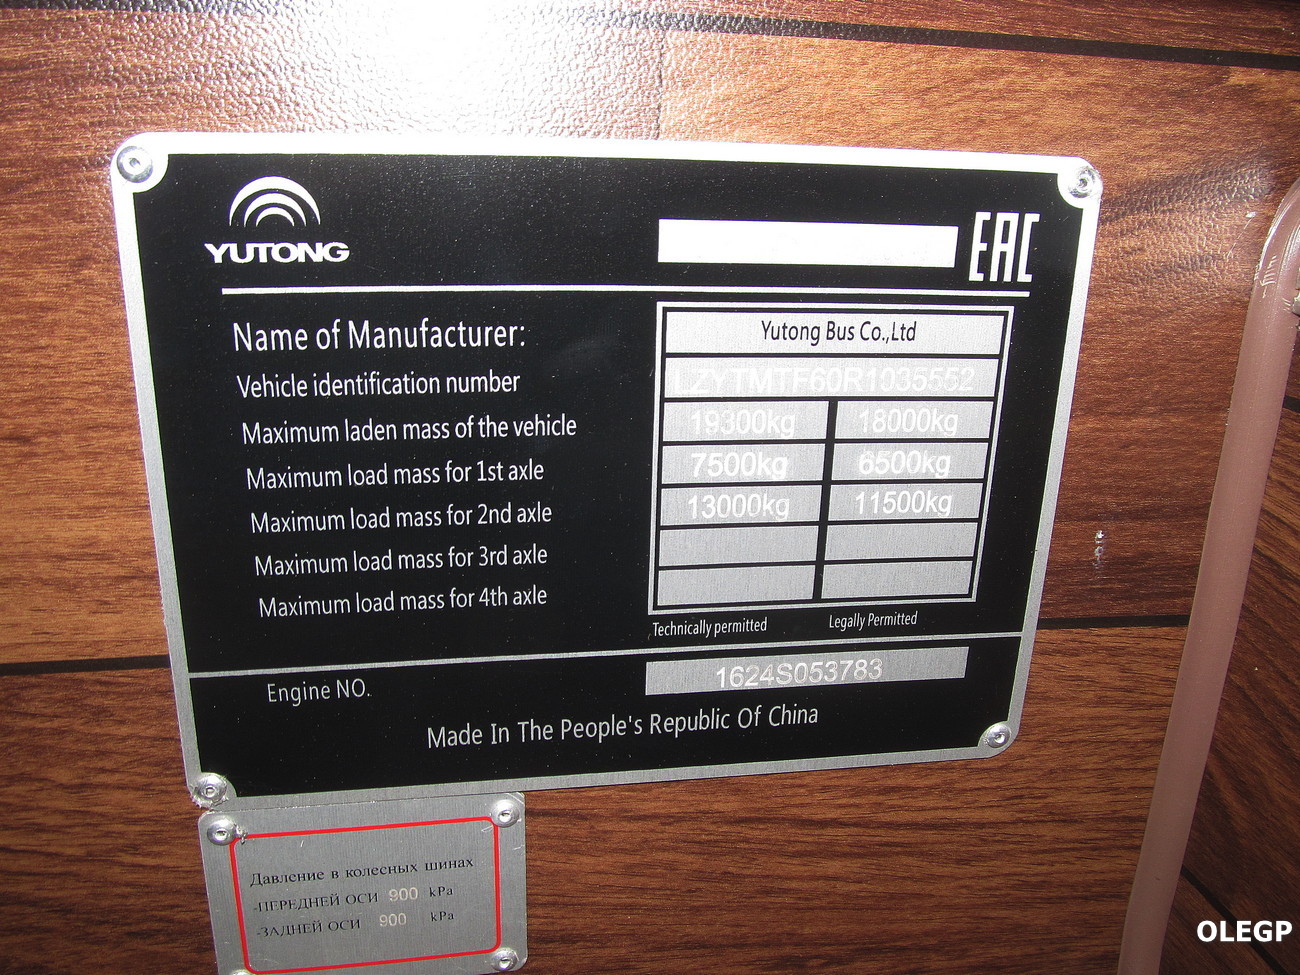 YUTONG
EAC
Name of Manufacturer: Yutong Bus Co.,Ltd
Vehicle identification number LZYTMTF60R1035552
Maximum laden mass of the vehicle 19300kg 18000kg
Maximum load mass for 1st axle 7500kg 6500kg
Maximum load mass for 2nd axle 13000kg 11500kg
Maximum load mass for 3rd axle
Maximum load mass for 4th axle
Technically permitted Legally Permitted
Engine NO. 1624S053783
Made In The People's Republic Of China
Давление в колесных шинах
-ПЕРЕДНЕЙ ОСИ 900 kPa
-ЗАДНЕЙ ОСИ 900 kPa
OLEGP